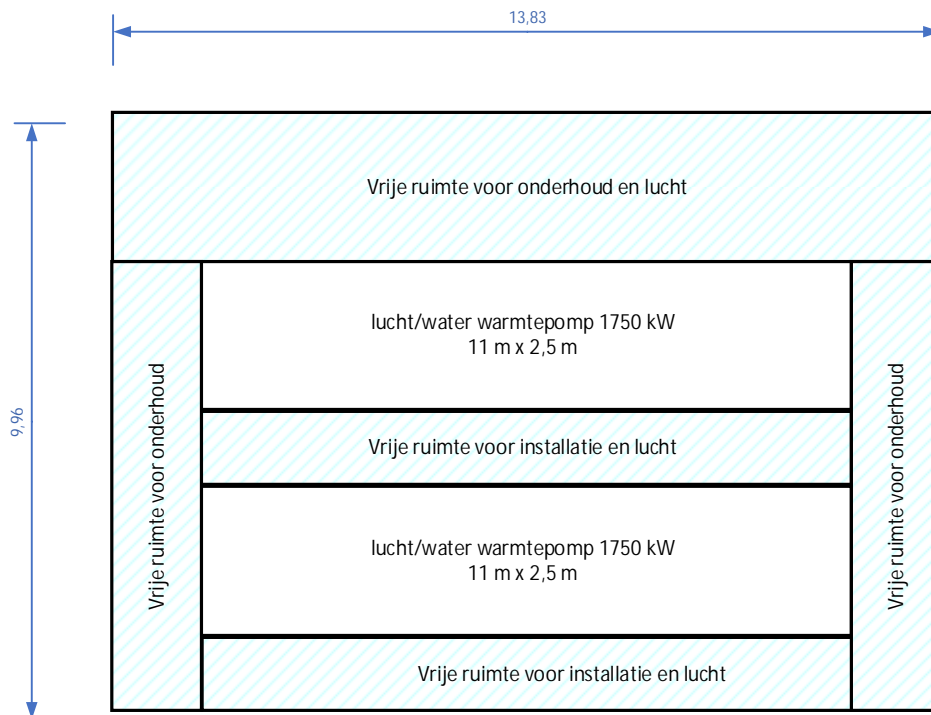 13,83
Vrije ruimte voor onderhoud en lucht
lucht/water warmtepomp 1750 kW
11 m x 2,5 m
Vrije ruimte voor onderhoud
9,96
Vrije ruimte voor installatie en lucht
Vrije ruimte voor onderhoud
lucht/water warmtepomp 1750 kW
11 m x 2,5 m
Vrije ruimte voor installatie en lucht